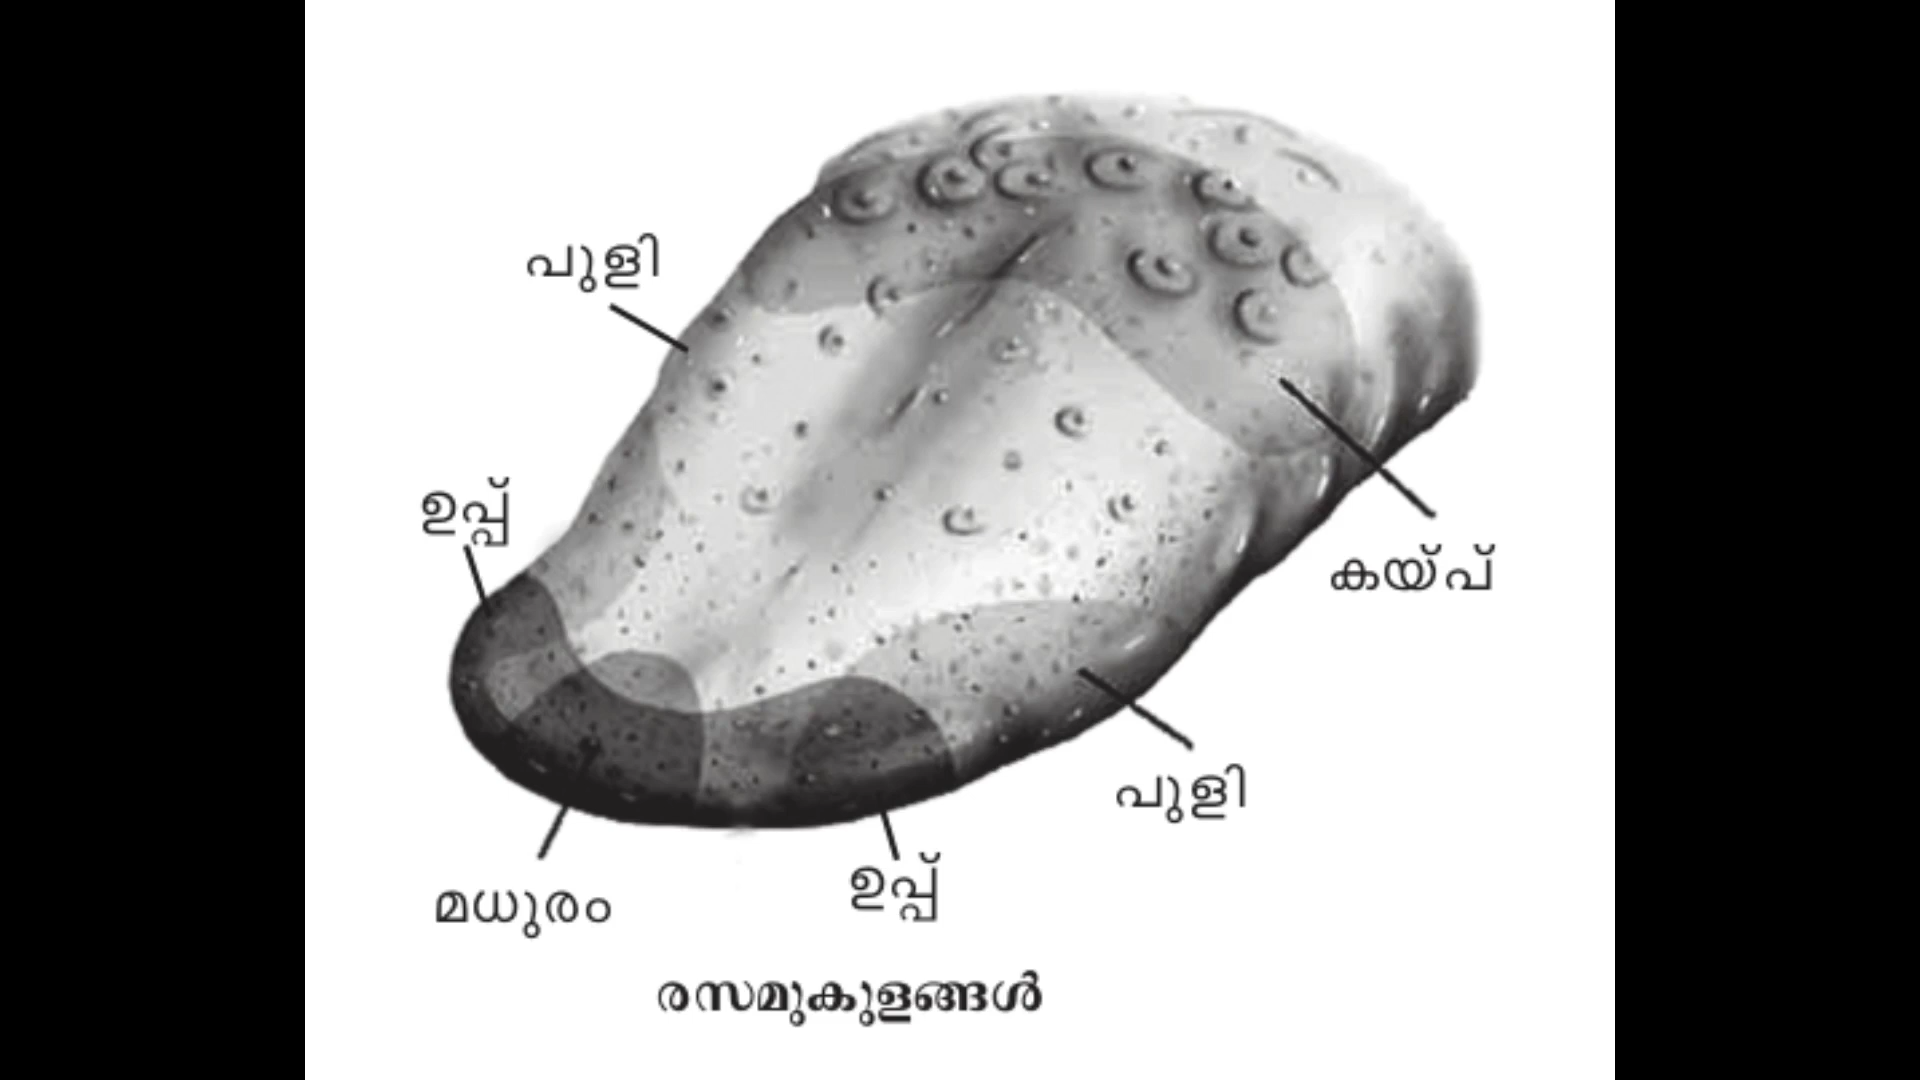 പുളി
ഉപ്പ്
കയ്പ്
പുളി
മധുരം
ഉപ്പ്
രസമുകുളങ്ങൾ